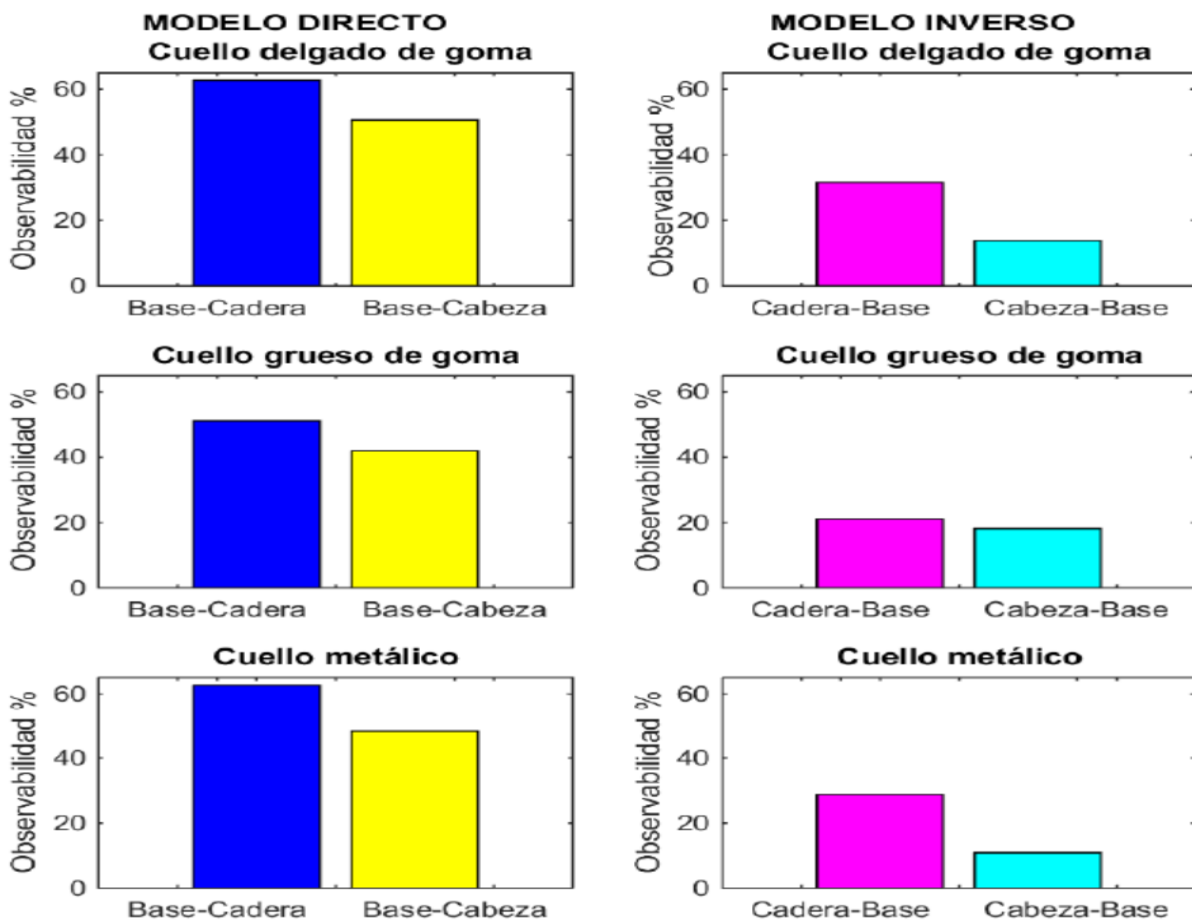 MODELO DIRECTO
Cuello delgado de goma
Observabilidad %
60
40
20
0
Base-Cadera Base-Cabeza
MODELO INVERSO
Cuello delgado de goma
Observabilidad %
60
40
20
0
Cadera-Base Cabeza-Base
Cuello grueso de goma
Observabilidad %
60
40
20
0
Base-Cadera Base-Cabeza
Cuello grueso de goma
Observabilidad %
60
40
20
0
Cadera-Base Cabeza-Base
Cuello metálico
Observabilidad %
60
40
20
0
Base-Cadera Base-Cabeza
Cuello metálico
Observabilidad %
60
40
20
0
Cadera-Base Cabeza-Base